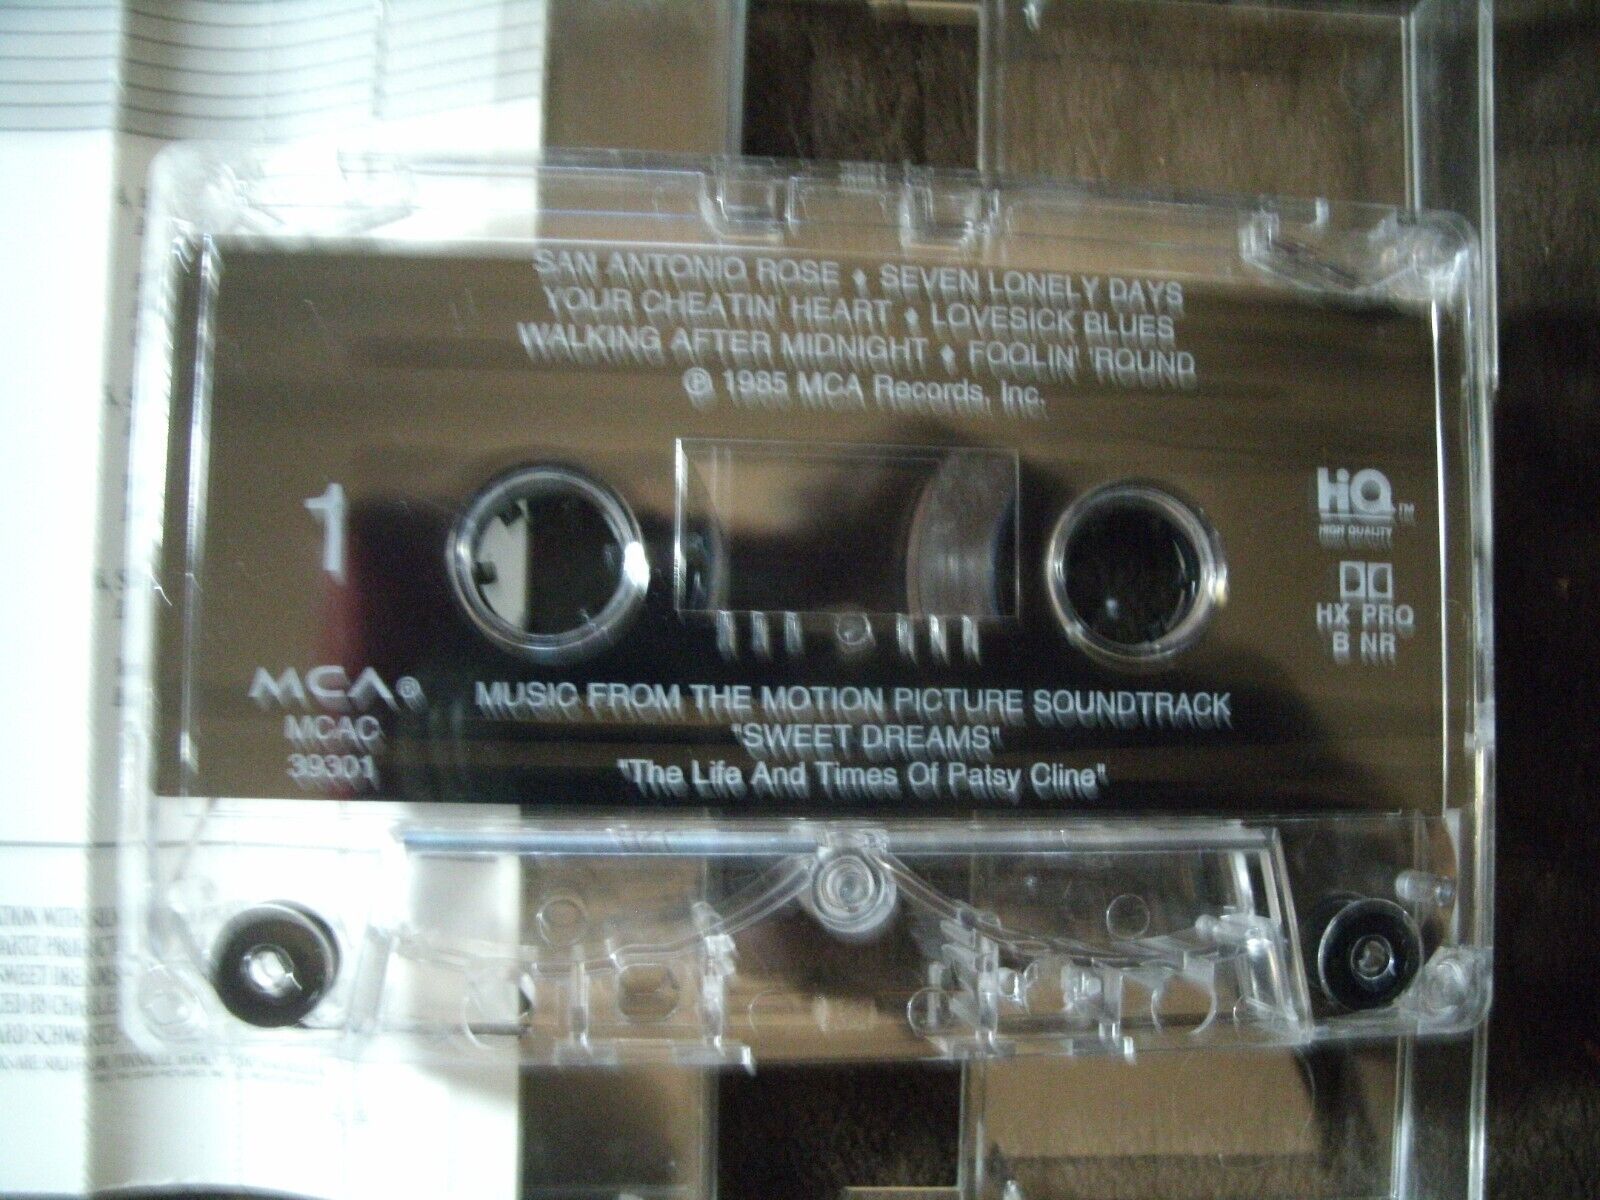 SAN ANTONIO ROSE ♦ SEVEN LONELY DAYS
YOUR CHEATIN' HEART ♦ LOVESICK BLUES
WALKING AFTER MIDNIGHT ♦ FOOLIN' 'ROUND
℗ 1985 MCA Records, Inc.
1
HiQ™
HIGH QUALITY
HX PRO
B NR
MCA®
MCAC
39301
MUSIC FROM THE MOTION PICTURE SOUNDTRACK
"SWEET DREAMS"
"The Life And Times Of Patsy Cline"